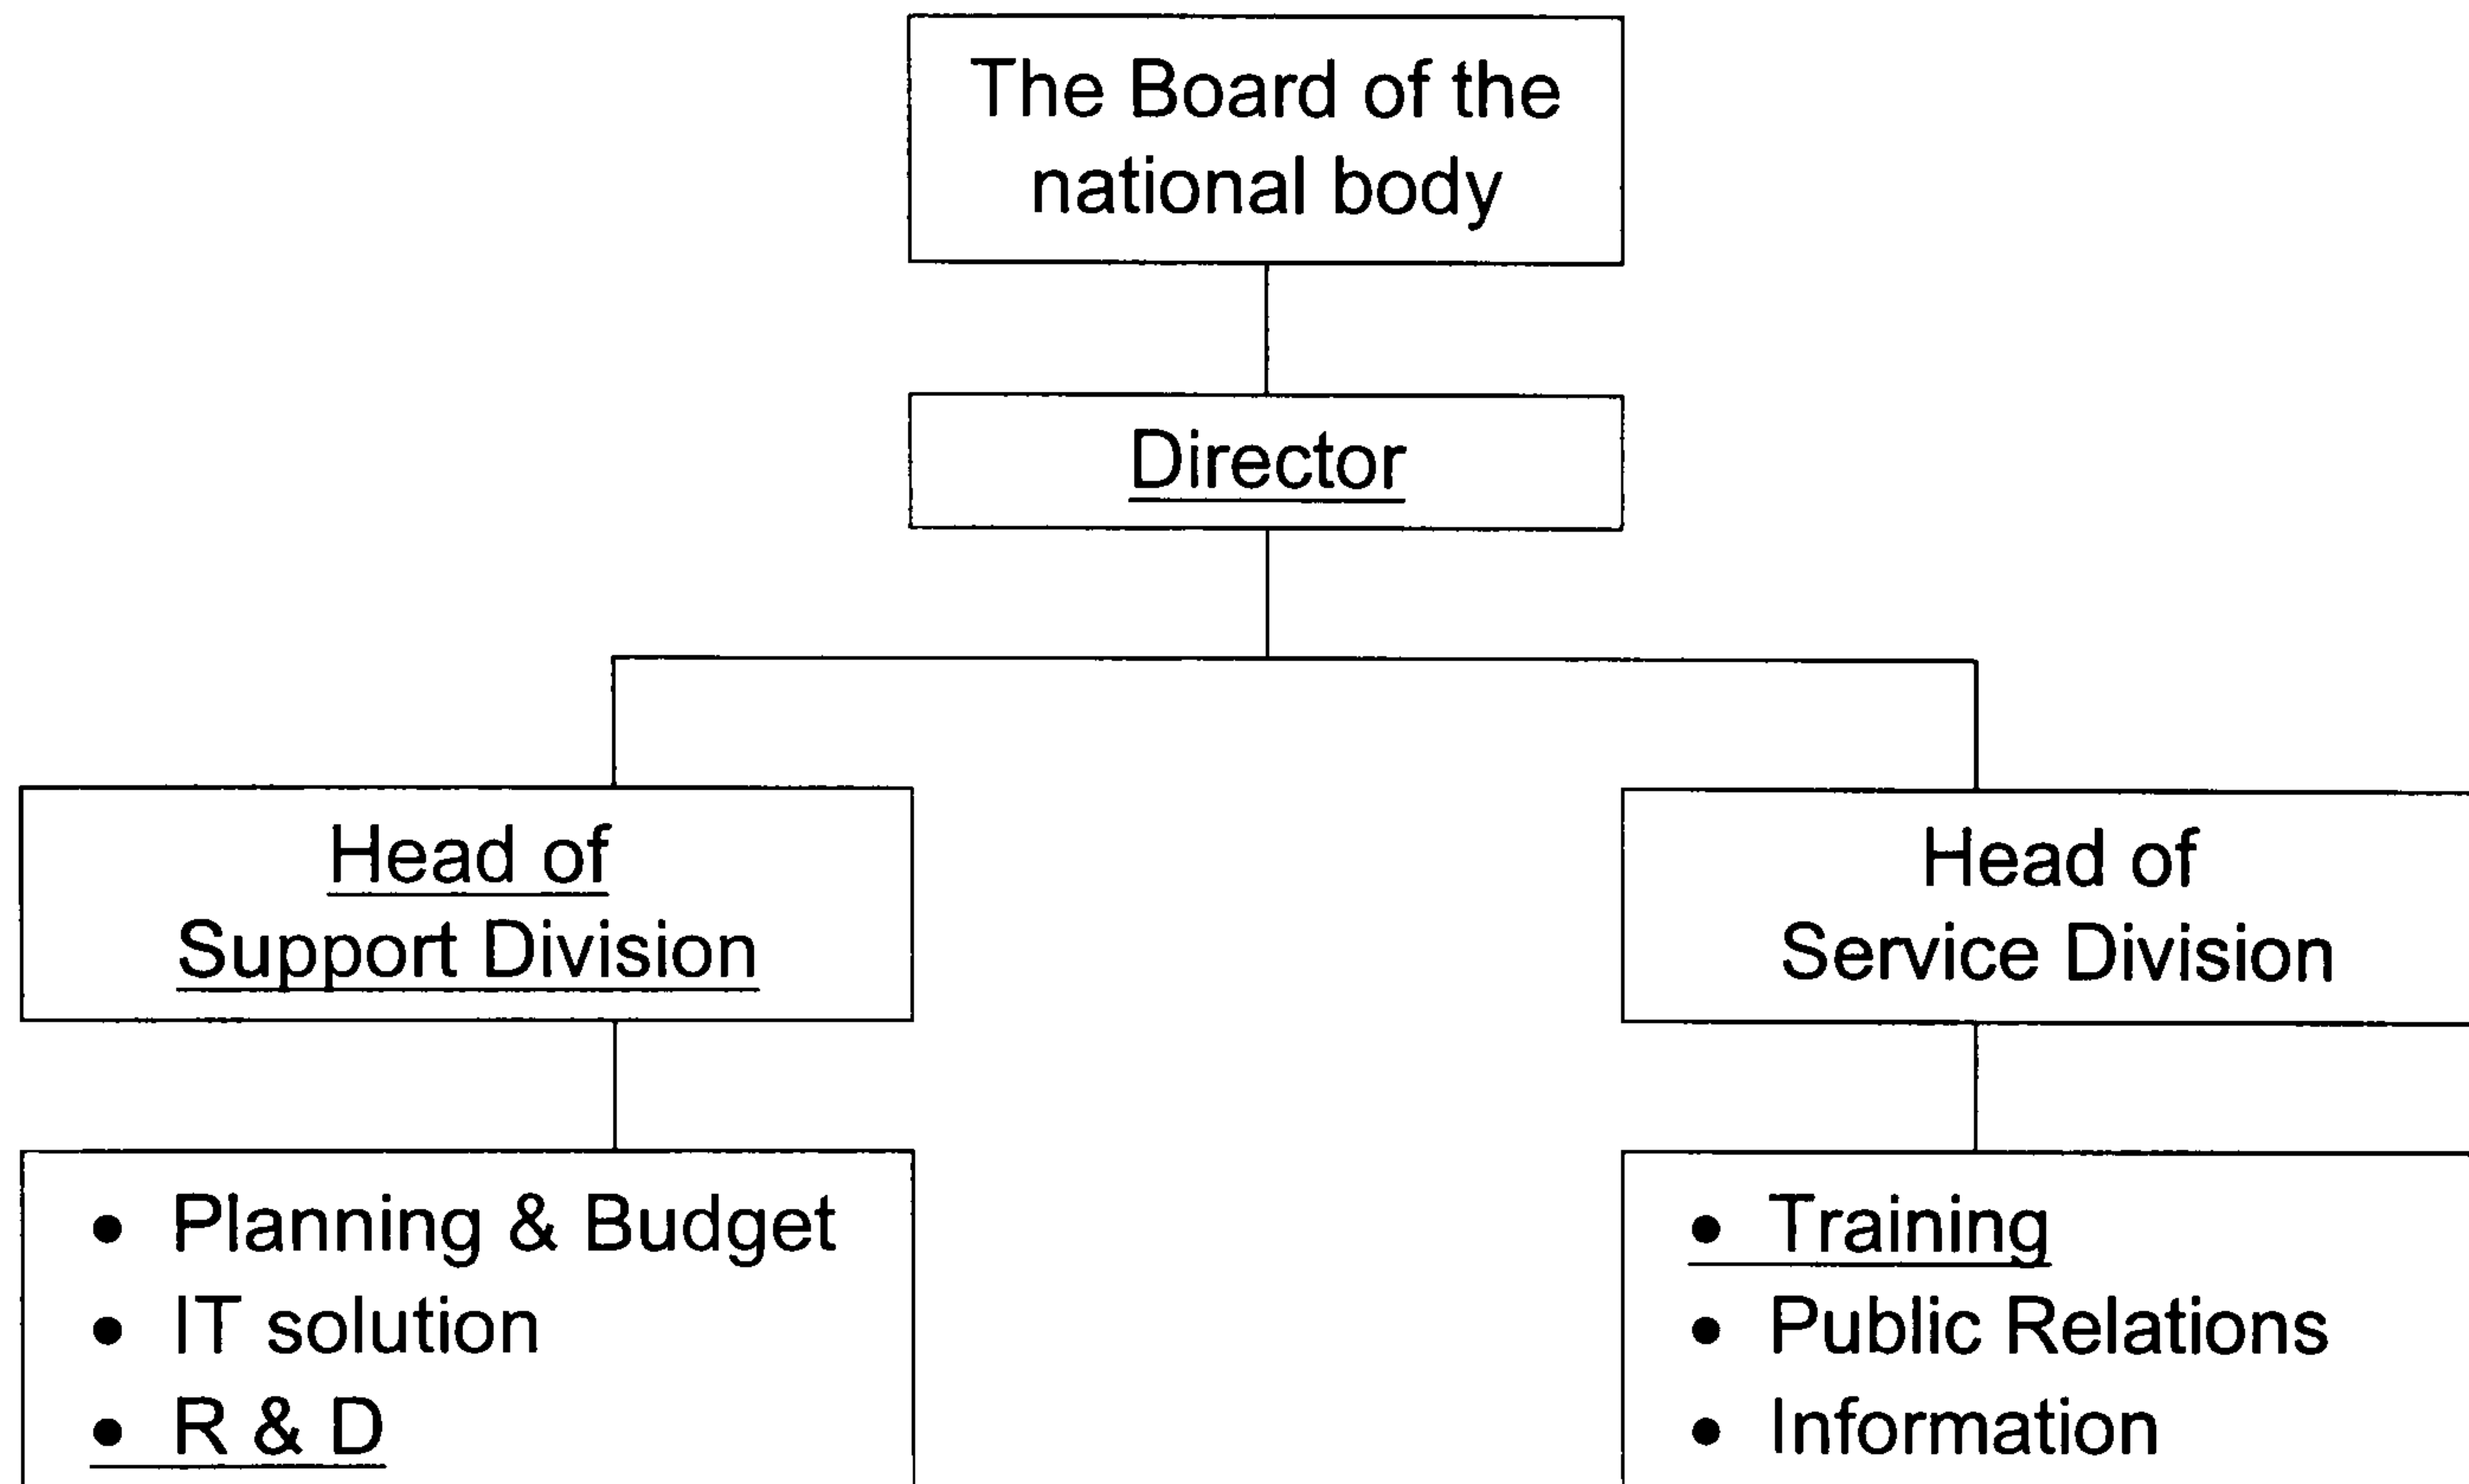 The Board of the
national body
Director
Head of
Support Division
Head of
Service Division
• Planning & Budget
• IT solution
• R & D
• Training
• Public Relations
• Information